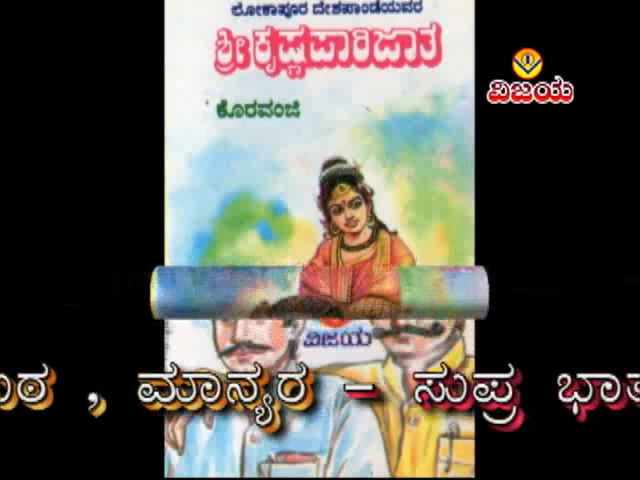 ಲೋಕಾಪೂರ ದೇಶಪಾಂಡೆಯವರ
ಶ್ರೀಕೃಷ್ಣಪಾರಿಜಾತ
ವಿಜಯ
ಕೊರವಂಜಿ
ವಿಜಯ
, ಮಾನ್ಯರ - ಸುಪ್ರ